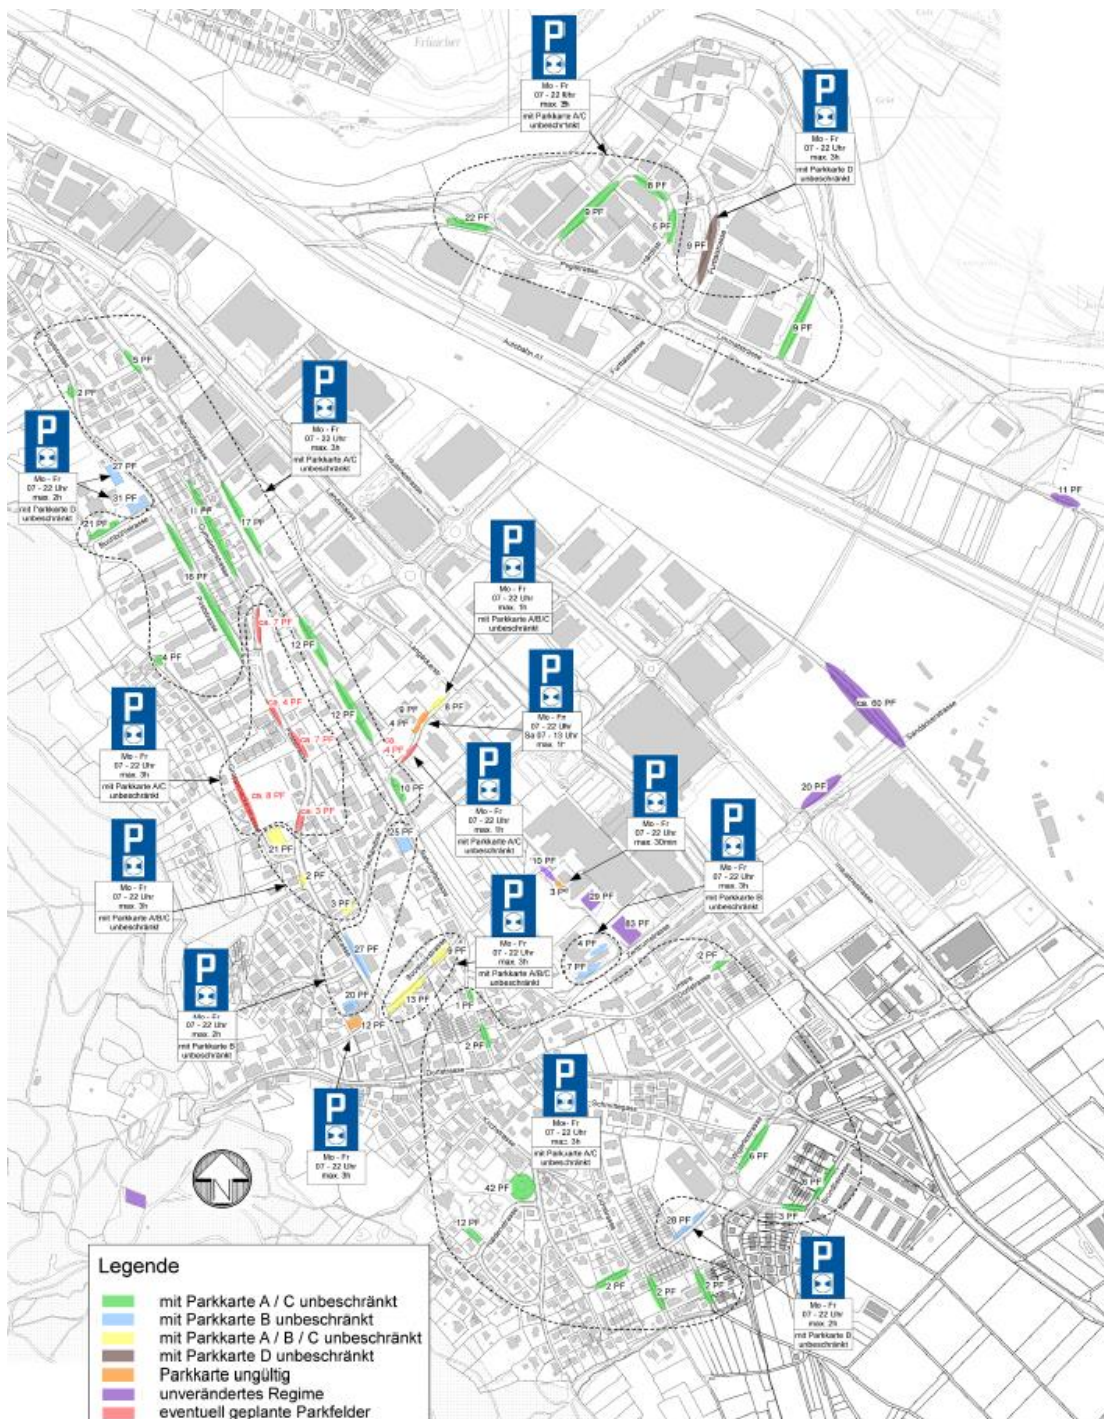 P
Mo - Fr
07 - 22 Uhr
max. 3h
mit Parkkarte A/C
unbeschränkt
P
Mo - Fr
07 - 22 Uhr
max. 3h
mit Parkkarte D
unbeschränkt
22 PF
9 PF
8 PF
5 PF
9 PF
Furttalstrasse
9 PF
Limmatstrasse
Furttalstrasse
Autobahn A1
11 PF
5 PF
2 PF
P
Mo - Fr
07 - 22 Uhr
max. 3h
mit Parkkarte A/C
unbeschränkt
P
Mo - Fr
07 - 22 Uhr
max. 2h
unbeschränkt
27 PF
31 PF
21 PF
Bahnhofstrasse
Landstrasse
Industriestrasse
11 PF
17 PF
16 PF
Poststrasse
4 PF
12 PF
12 PF
10 PF
ca. 7 PF
ca. 4 PF
ca. 7 PF
ca. 8 PF
ca. 3 PF
P
Mo - Fr
07 - 22 Uhr
max. 1h
mit Parkkarte A/B/C
unbeschränkt
8 PF
9 PF
4 PF
ca.
4 PF
P
Mo - Fr
07 - 22 Uhr
Sa 07 - 13 Uhr
max. 1h
P
Mo - Fr
07 - 22 Uhr
max. 3h
mit Parkkarte A/C
unbeschränkt
P
Mo - Fr
07 - 22 Uhr
max. 1h
mit Parkkarte A/C
unbeschränkt
P
Mo - Fr
07 - 22 Uhr
max. 30min
P
Mo - Fr
07 - 22 Uhr
max. 3h
mit Parkkarte B
unbeschränkt
ca. 60 PF
20 PF
P
Mo - Fr
07 - 22 Uhr
max. 3h
mit Parkkarte A/B/C
unbeschränkt
21 PF
2 PF
3 PF
25 PF
10 PF
3 PF
29 PF
83 PF
4 PF
7 PF
Zentrumstrasse
P
Mo - Fr
07 - 22 Uhr
max. 3h
mit Parkkarte A/B/C
unbeschränkt
9 PF
13 PF
27 PF
20 PF
12 PF
P
Mo - Fr
07 - 22 Uhr
max. 2h
mit Parkkarte B
unbeschränkt
P
Mo - Fr
07 - 22 Uhr
max. 3h
1 PF
2 PF
2 PF
Dorfstrasse
P
Mo - Fr
07 - 22 Uhr
max. 3h
mit Parkkarte A/C
unbeschränkt
6 PF
3 PF
42 PF
12 PF
28 PF
2 PF
2 PF
2 PF
P
Mo - Fr
07 - 22 Uhr
max. 2h
unbeschränkt
N
Legende
mit Parkkarte A / C unbeschränkt
mit Parkkarte B unbeschränkt
mit Parkkarte A / B / C unbeschränkt
mit Parkkarte D unbeschränkt
Parkkarte ungültig
unverändertes Regime
eventuell geplante Parkfelder